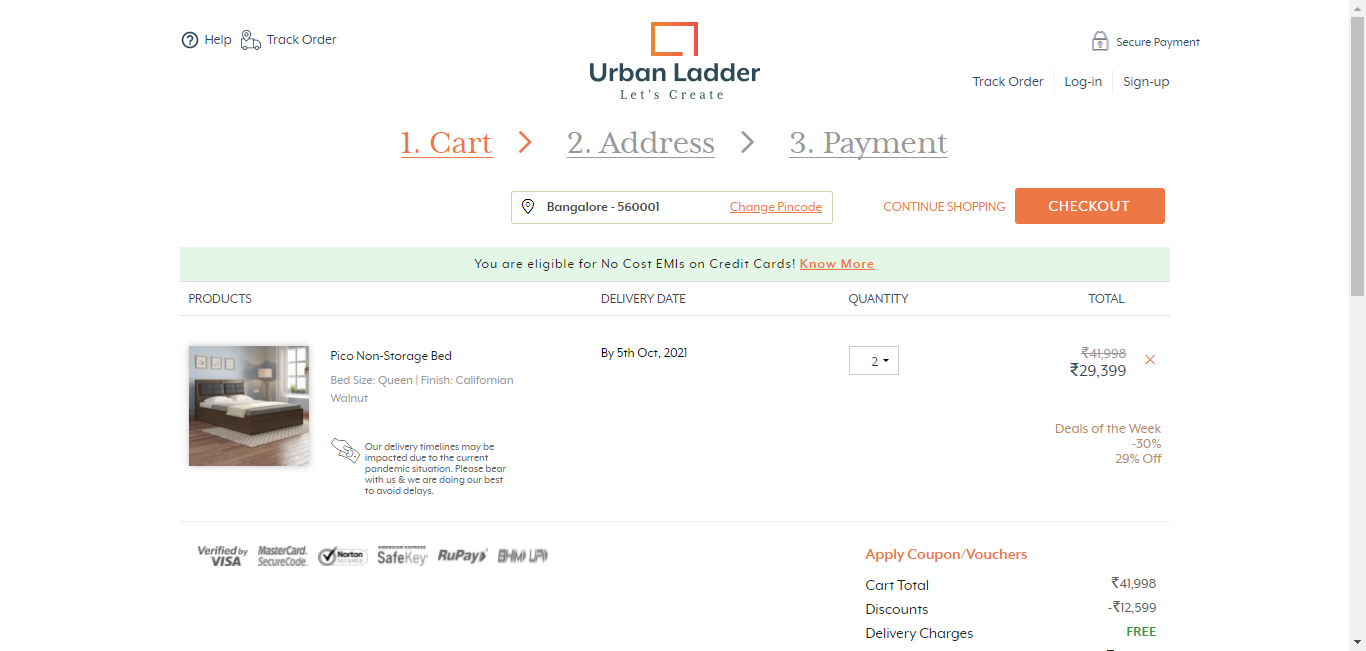 Help Track Order
Secure Payment
Urban Ladder
Let's Create
Track Order Log-in Sign-up
1. Cart 2. Address 3. Payment
Bangalore - 560001 Change Pincode CONTINUE SHOPPING CHECKOUT
You are eligible for No Cost EMIs on Credit Cards! Know More
PRODUCTS DELIVERY DATE QUANTITY TOTAL
Pico Non-Storage Bed By 5th Oct, 2021 2 ₹41,998
₹29,399
Bed Size: Queen | Finish: Californian
Walnut
Deals of the Week
-30%
29% Off
Our delivery timelines may be
impacted due to the current
pandemic situation. Please bear
with us & we are doing our best
to avoid delays.
Verified by
VISA
MasterCard.
SecureCode.
Norton
SECURED
AMERICAN EXPRESS
SafeKey
RuPay
BHIM UPI
Apply Coupon/Vouchers
Cart Total ₹41,998
Discounts -₹12,599
Delivery Charges FREE